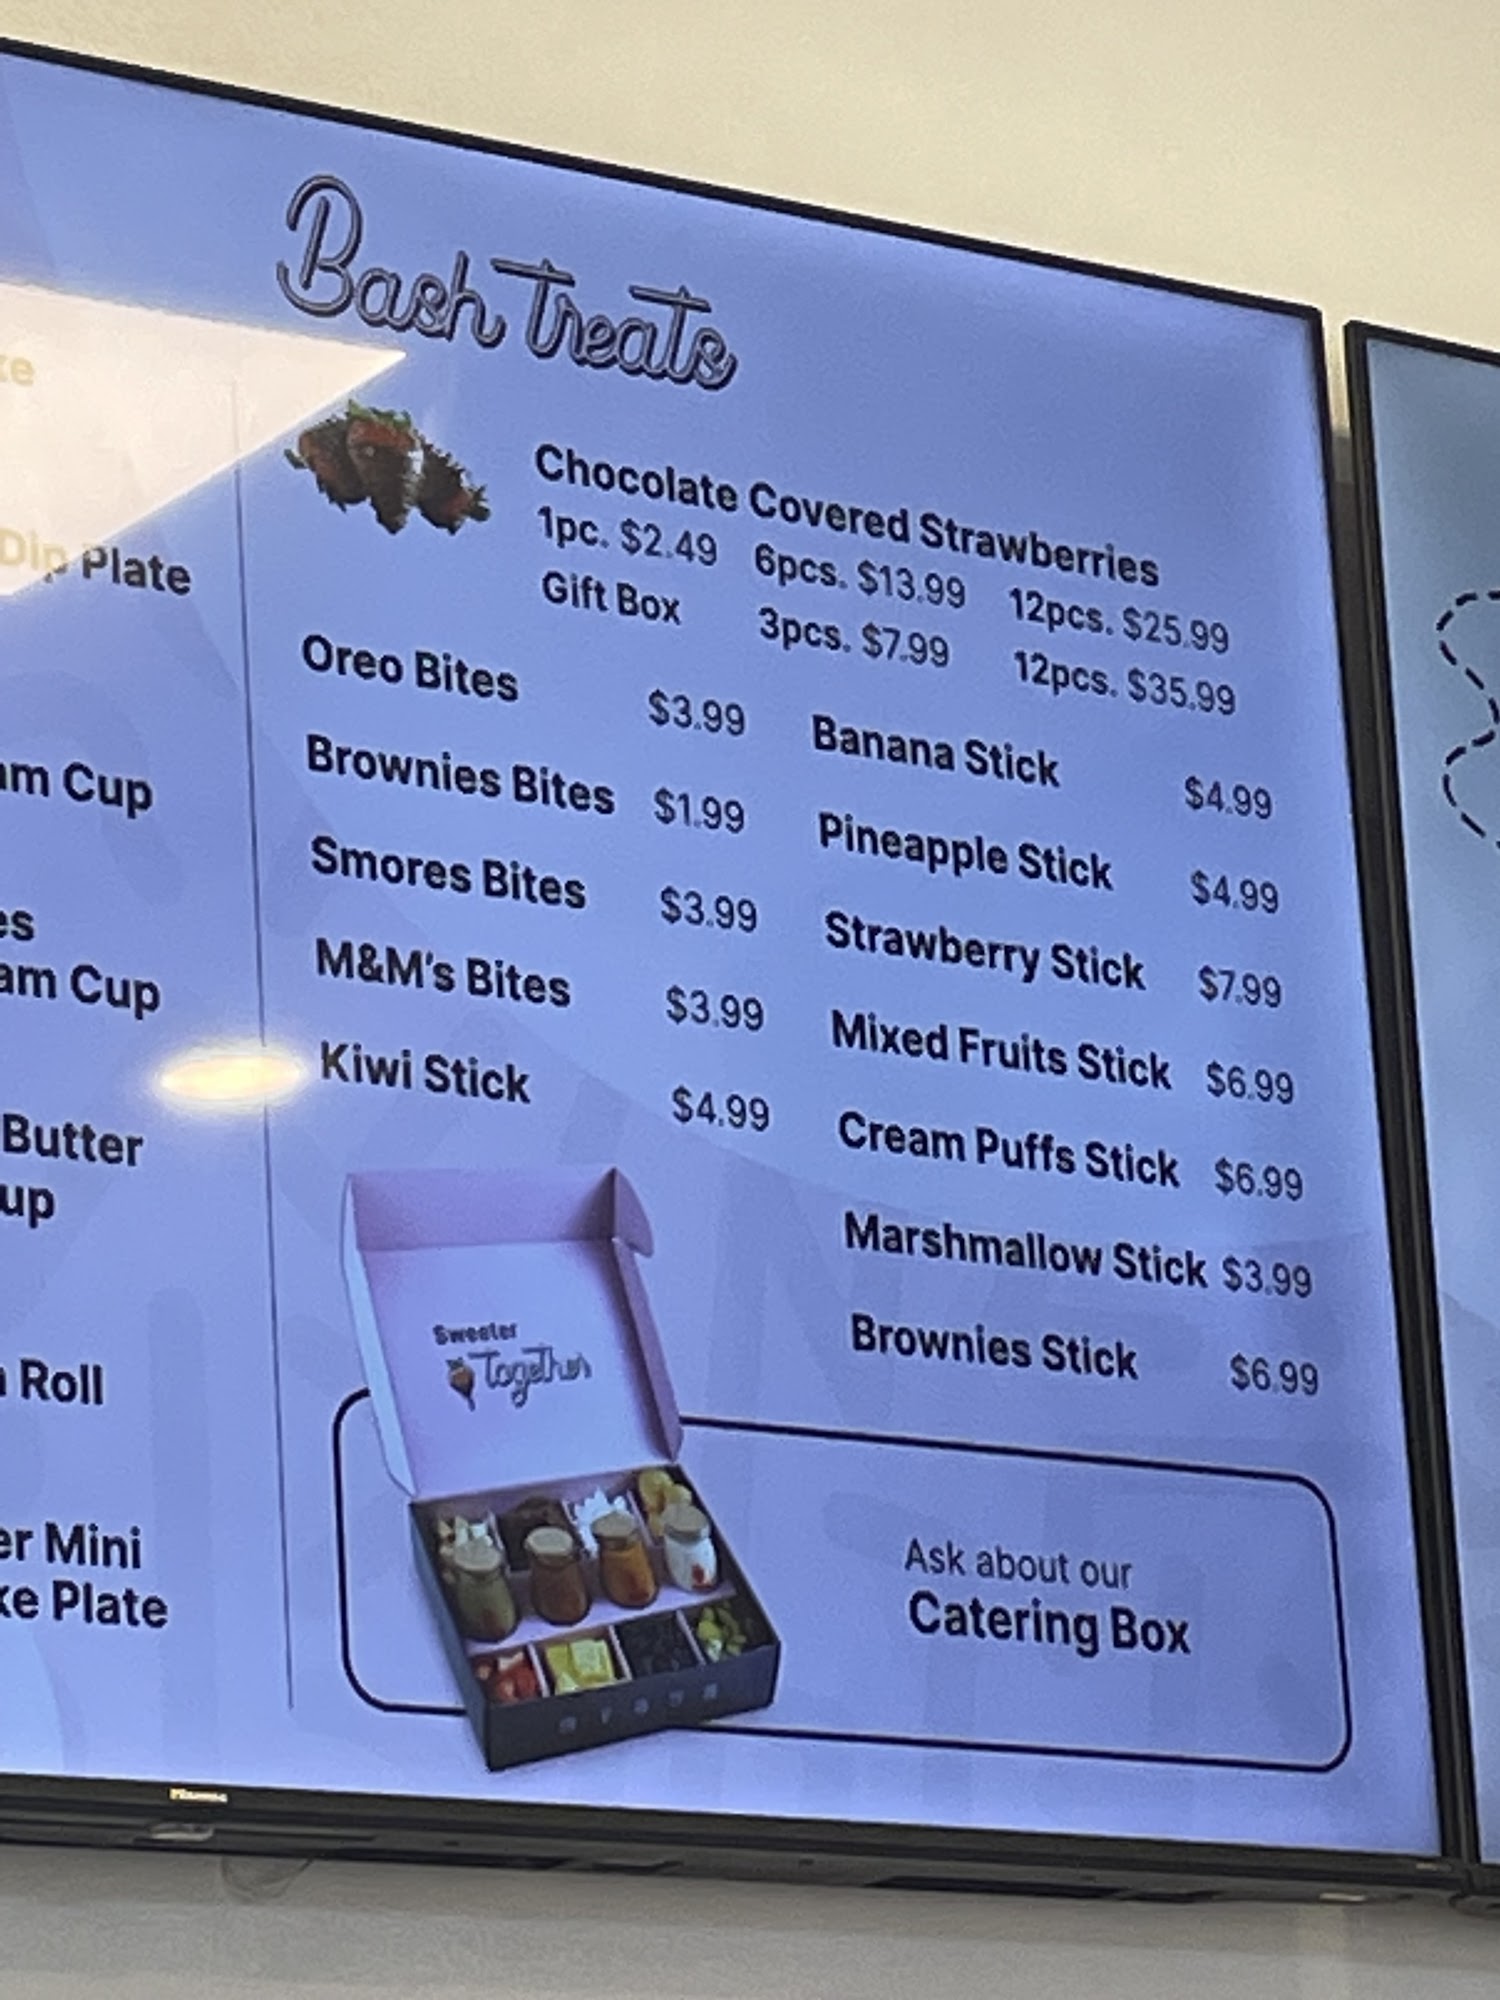 Bash Treats
Chocolate Covered Strawberries
1pc. $2.49 6pcs. $13.99 12pcs. $25.99
Gift Box 3pcs. $7.99 12pcs. $35.99
Oreo Bites $3.99
Brownies Bites $1.99
Smores Bites $3.99
M&M's Bites $3.99
Kiwi Stick $4.99
Banana Stick $4.99
Pineapple Stick $4.99
Strawberry Stick $7.99
Mixed Fruits Stick $6.99
Cream Puffs Stick $6.99
Marshmallow Stick $3.99
Brownies Stick $6.99
Sweeter
Together
Ask about our
Catering Box
ke
Dip Plate
am Cup
es
am Cup
Butter
up
Roll
er Mini
ke Plate
Hisense